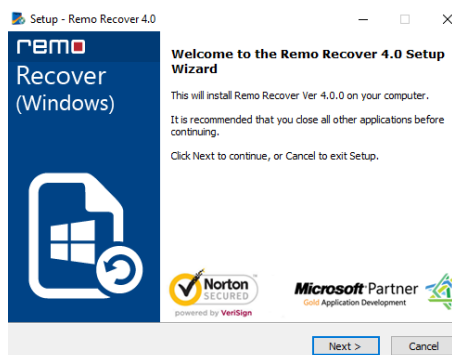 Setup - Remo Recover 4.0
remo
Recover
(Windows)
Welcome to the Remo Recover 4.0 Setup
Wizard
This will install Remo Recover Ver 4.0.0 on your computer.
It is recommended that you close all other applications before
continuing.
Click Next to continue, or Cancel to exit Setup.
Norton
SECURED
powered by VeriSign
Microsoft Partner
Gold Application Development
Next >
Cancel